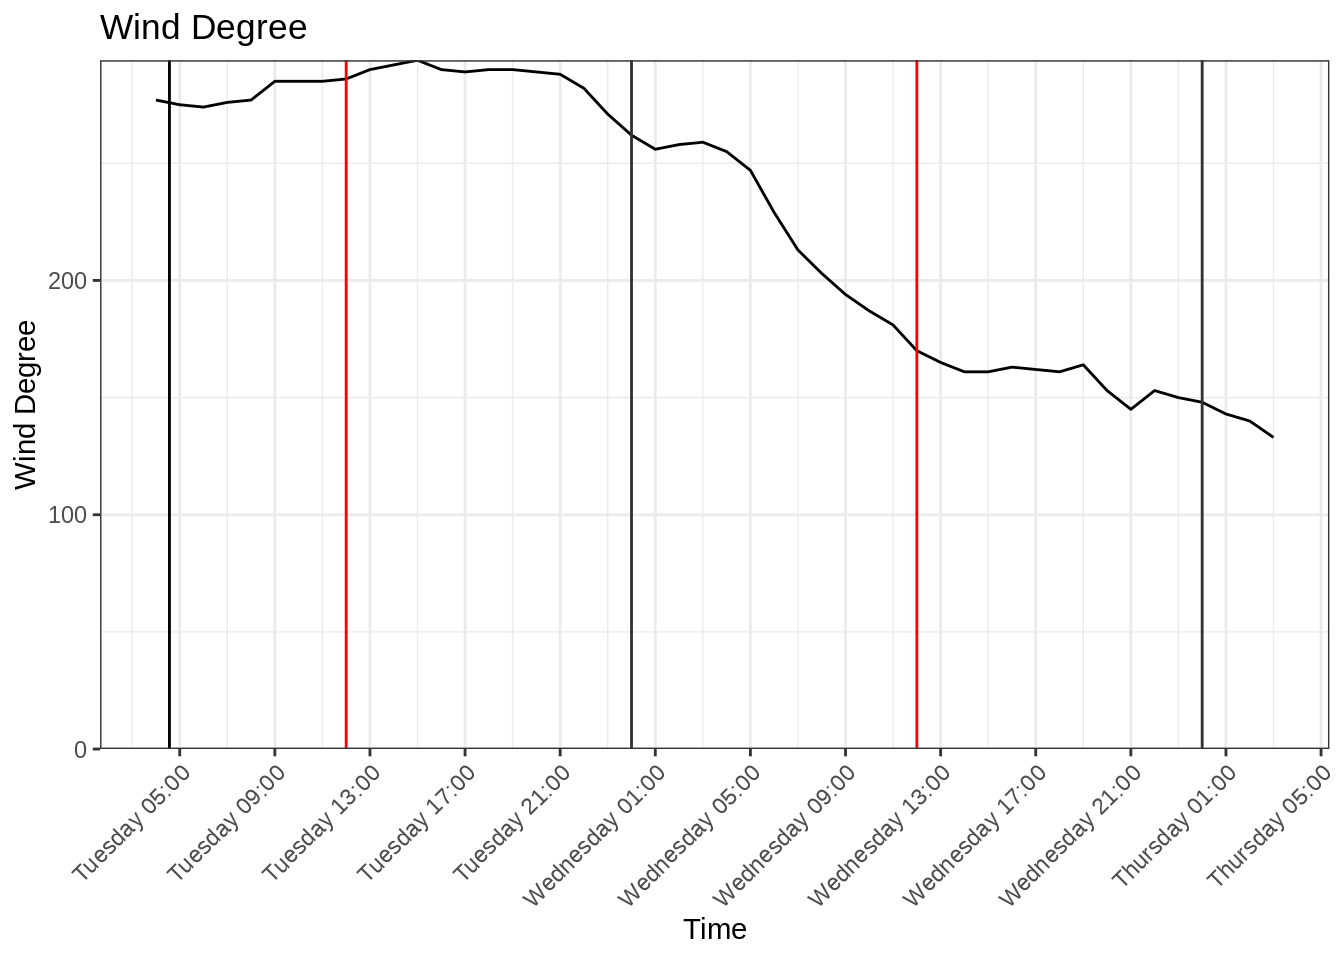 Wind Degree
Wind Degree
200
100
0
Tuesday 05:00
Tuesday 09:00
Tuesday 13:00
Tuesday 17:00
Tuesday 21:00
Wednesday 01:00
Wednesday 05:00
Wednesday 09:00
Wednesday 13:00
Wednesday 17:00
Wednesday 21:00
Thursday 01:00
Thursday 05:00
Time